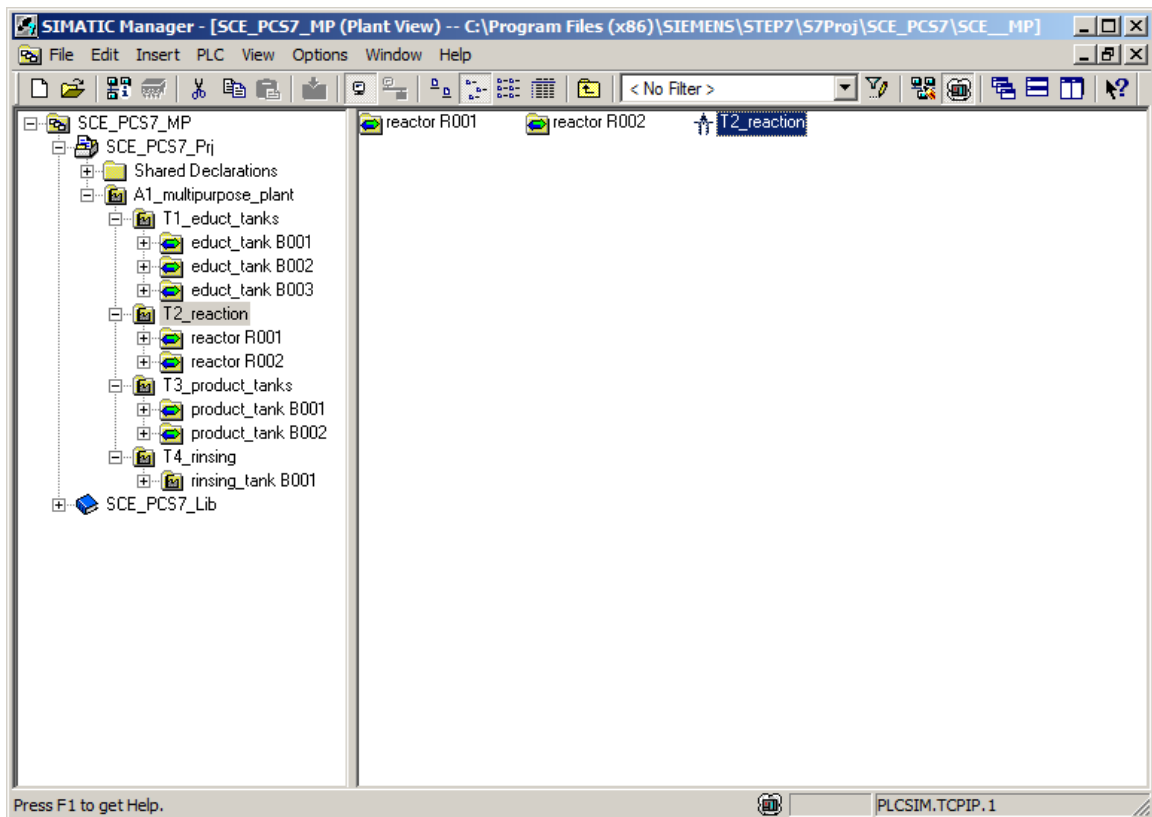 SIMATIC Manager - [SCE_PCS7_MP (Plant View) -- C:\Program Files (x86)\SIEMENS\STEP7\S7Proj\SCE_PCS7\SCE__MP]
File Edit Insert PLC View Options Window Help
< No Filter >
SCE_PCS7_MP
SCE_PCS7_Prj
Shared Declarations
A1_multipurpose_plant
T1_educt_tanks
educt_tank B001
educt_tank B002
educt_tank B003
T2_reaction
reactor R001
reactor R002
T3_product_tanks
product_tank B001
product_tank B002
T4_rinsing
rinsing_tank B001
SCE_PCS7_Lib
reactor R001 reactor R002 T2_reaction
Press F1 to get Help. PLCSIM.TCPIP.1